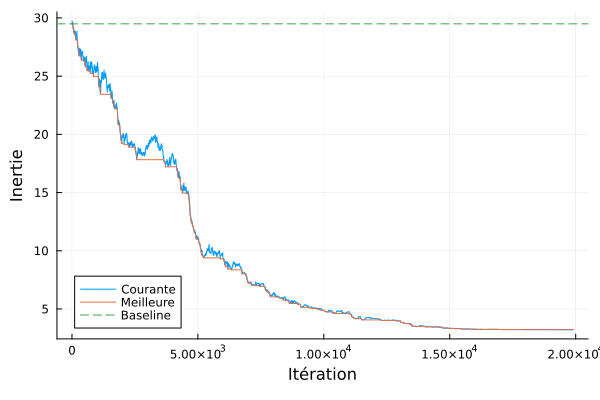 30
25
20
15
10
5
Inertie
Courante
Meilleure
Baseline
0
5.00×10³
1.00×10⁴
1.50×10⁴
2.00×10⁴
Itération